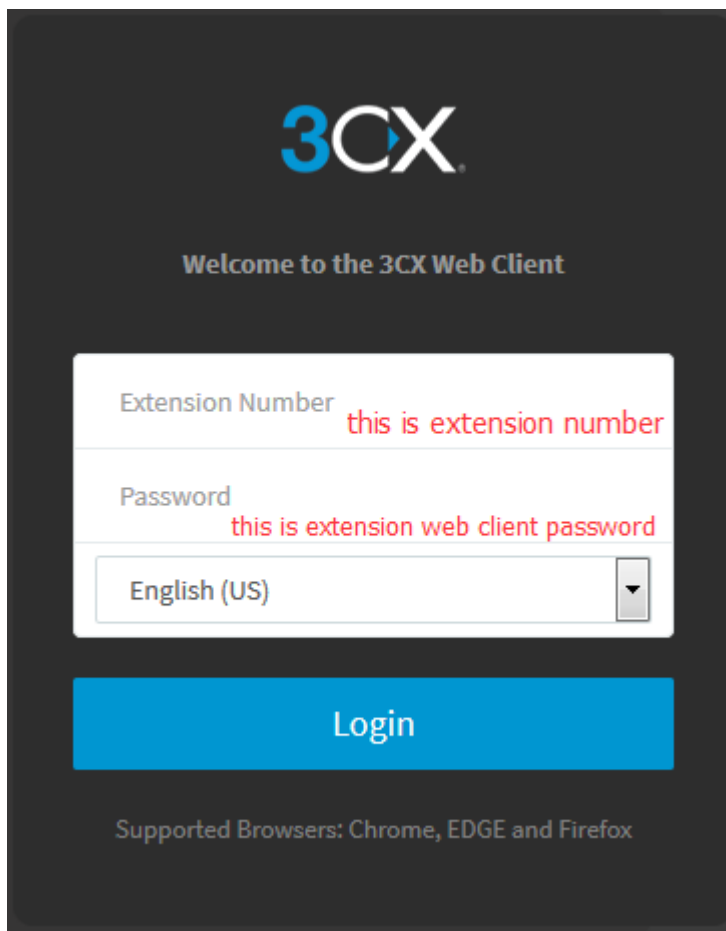 3CX
Welcome to the 3CX Web Client
Extension Number
this is extension number
Password
this is extension web client password
English (US)
Login
Supported Browsers: Chrome, EDGE and Firefox